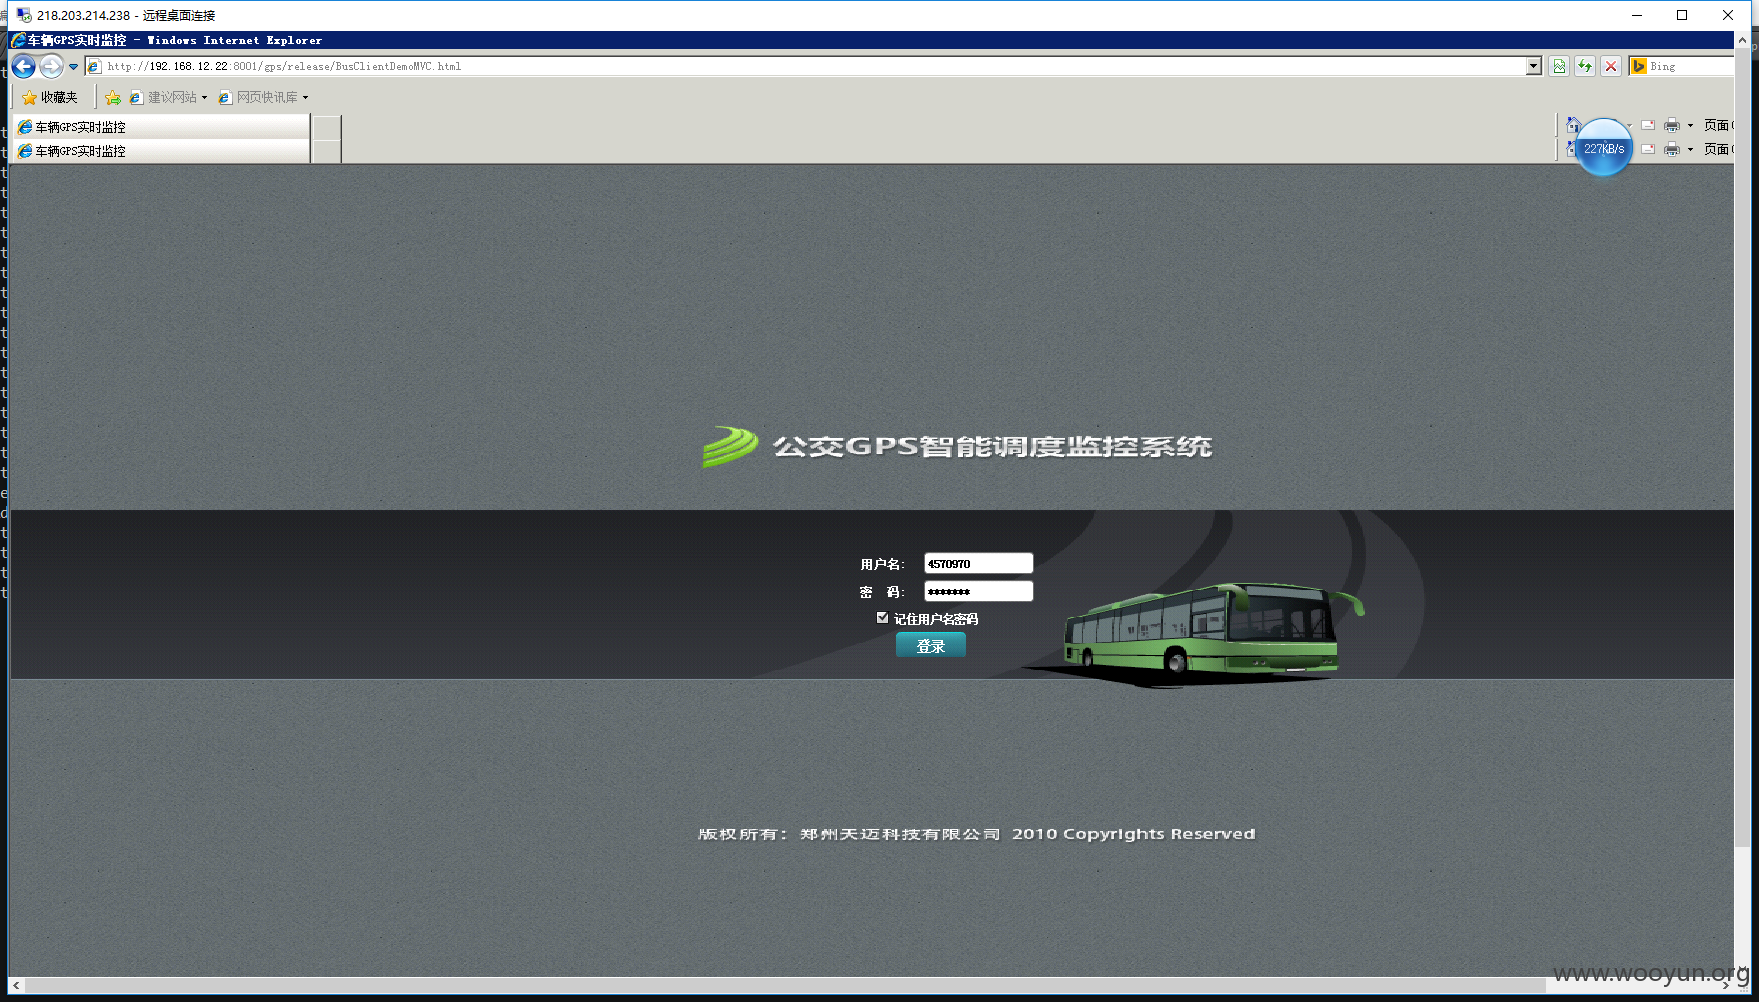 218.203.214.238 - 远程桌面连接
车辆GPS实时监控 - Windows Internet Explorer
http://192.168.12.22:8001/gps/release/BusClientDemoMVC.html
Bing
收藏夹
建议网站
网页快讯库
车辆GPS实时监控
页面
车辆GPS实时监控
页面
227KB/s
公交GPS智能调度监控系统
用户名: 4570970
密 码: *******
记住用户名密码
登录
版权所有: 郑州天迈科技有限公司 2010 Copyrights Reserved
www.wooyun.org